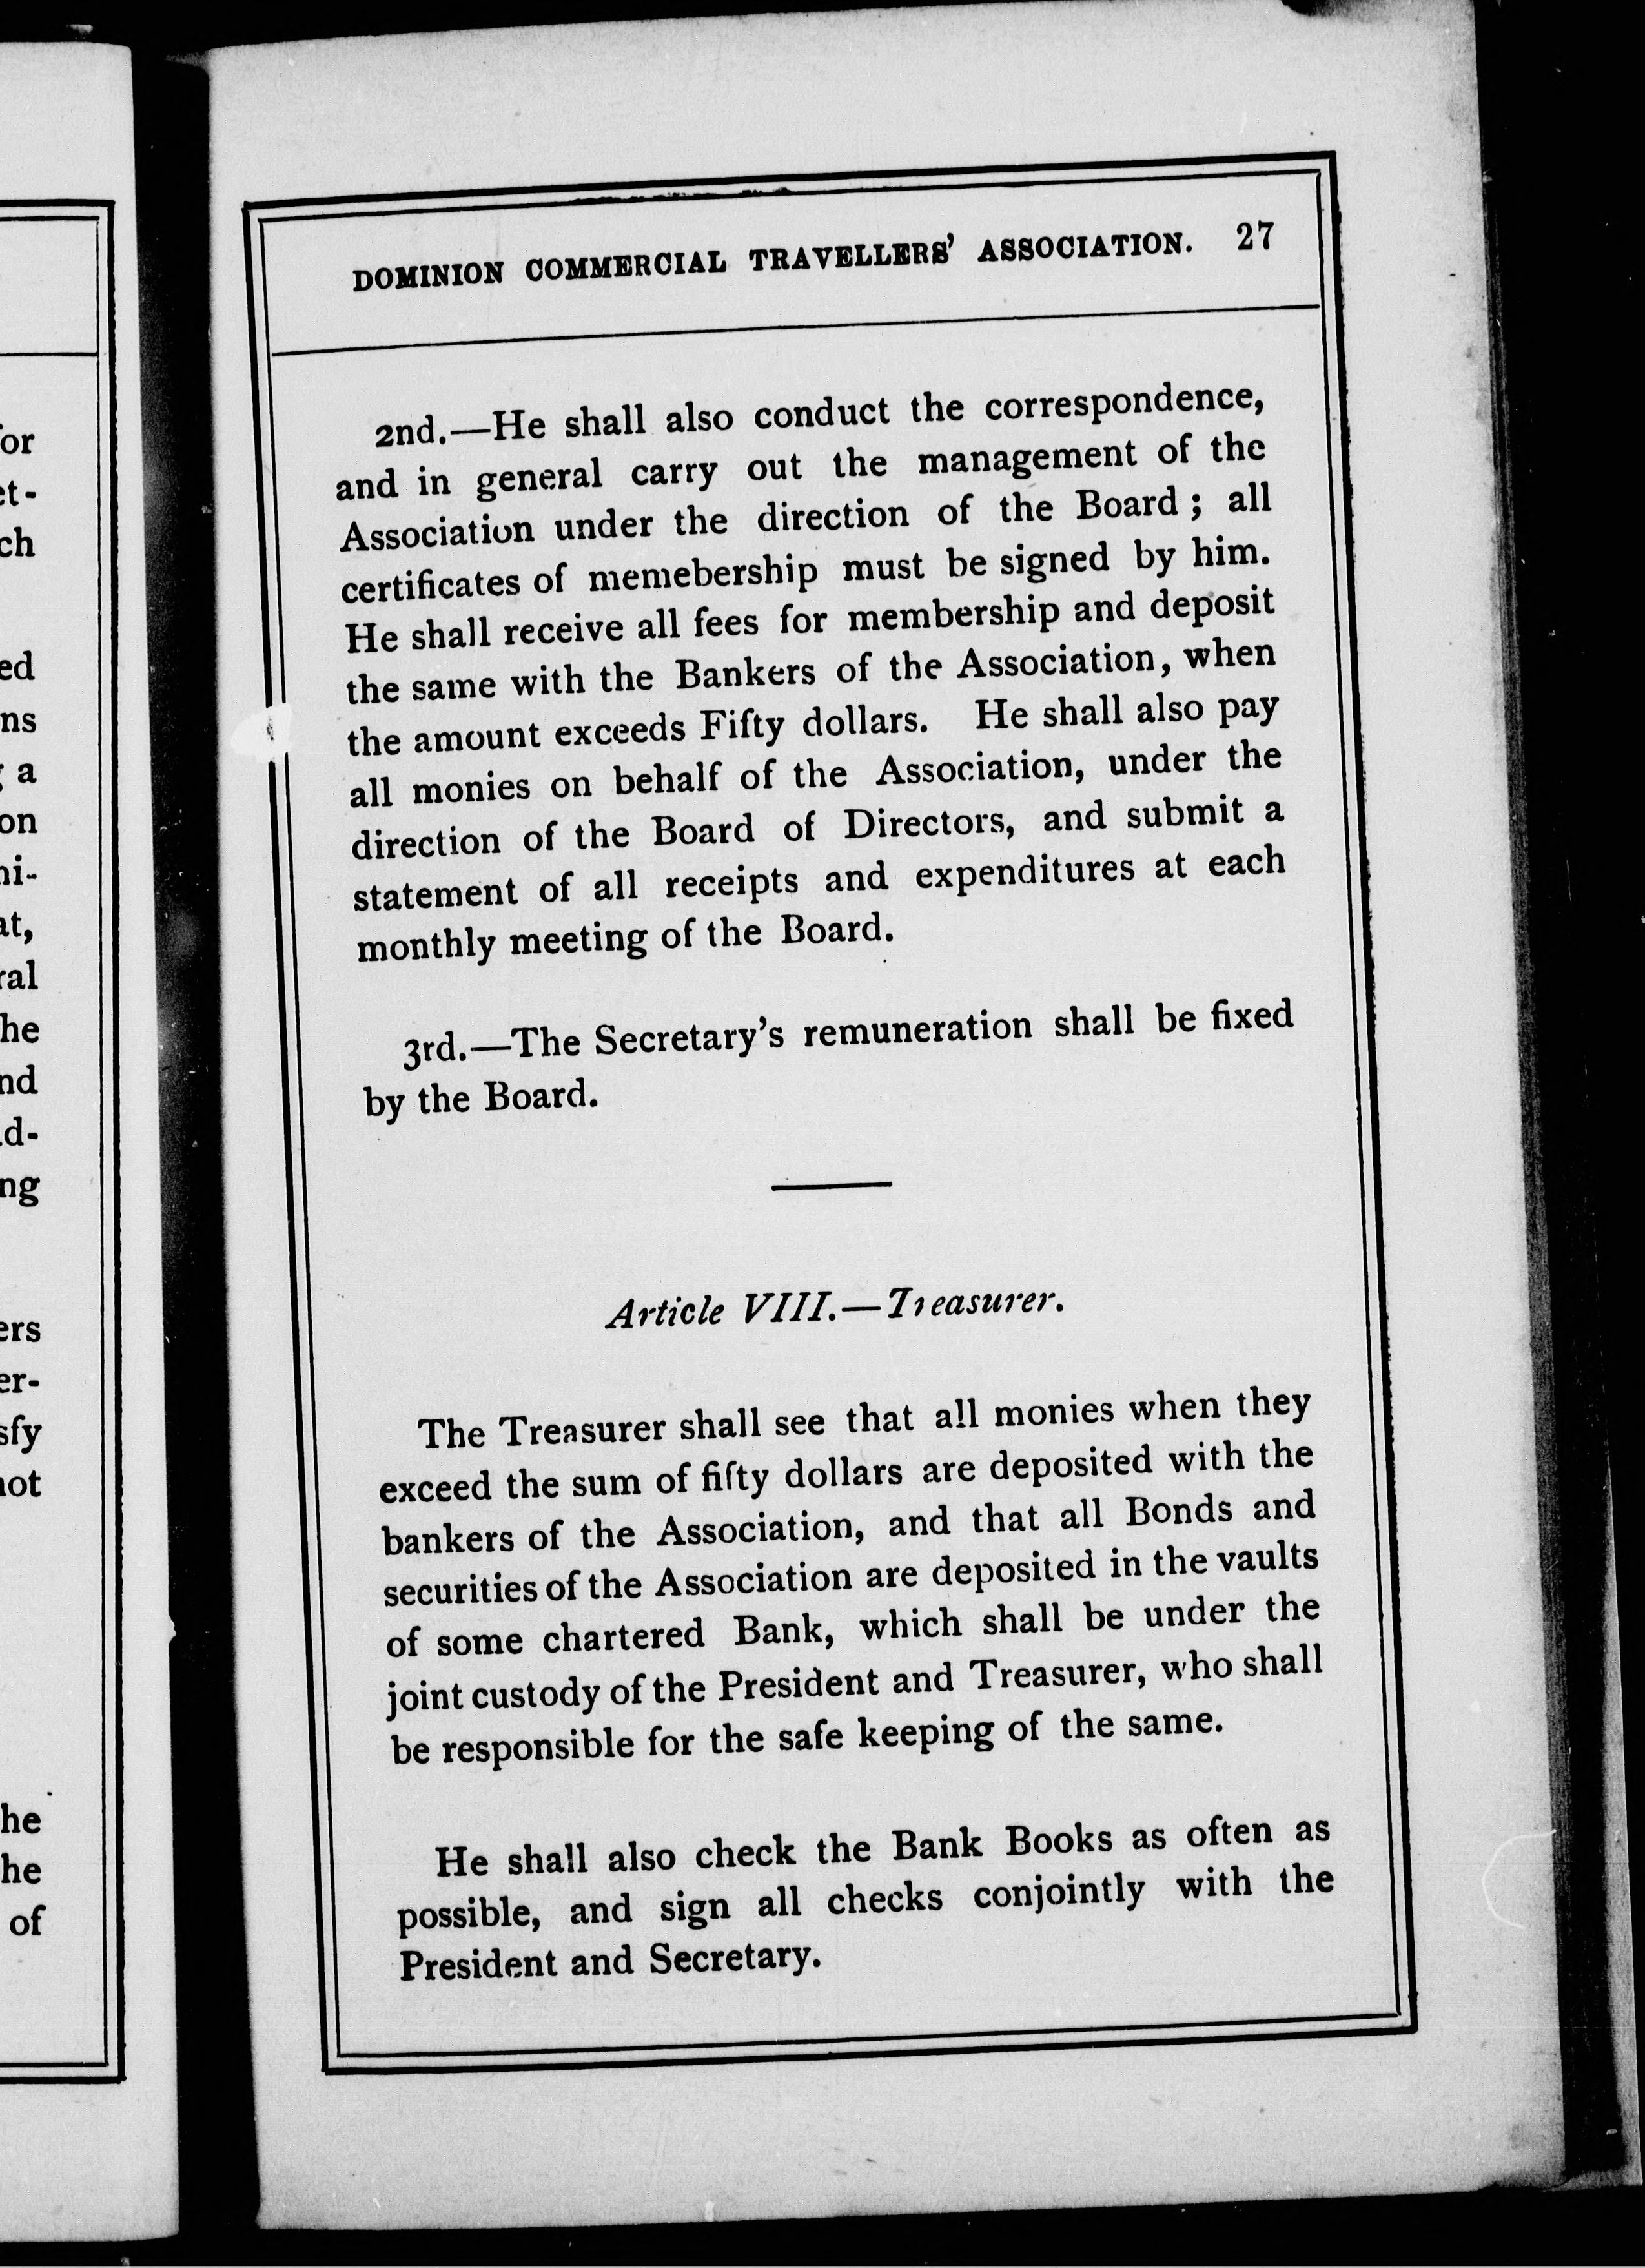 DOMINION COMMERCIAL TRAVELLERS' ASSOCIATION. 27
2nd.—He shall also conduct the correspondence,
and in general carry out the management of the
Association under the direction of the Board ; all
certificates of memebership must be signed by him.
He shall receive all fees for membership and deposit
the same with the Bankers of the Association, when
the amount exceeds Fifty dollars. He shall also pay
all monies on behalf of the Association, under the
direction of the Board of Directors, and submit a
statement of all receipts and expenditures at each
monthly meeting of the Board.
3rd.—The Secretary's remuneration shall be fixed
by the Board.
Article VIII.—Treasurer.
The Treasurer shall see that all monies when they
exceed the sum of fifty dollars are deposited with the
bankers of the Association, and that all Bonds and
securities of the Association are deposited in the vaults
of some chartered Bank, which shall be under the
joint custody of the President and Treasurer, who shall
be responsible for the safe keeping of the same.
He shall also check the Bank Books as often as
possible, and sign all checks conjointly with the
President and Secretary.